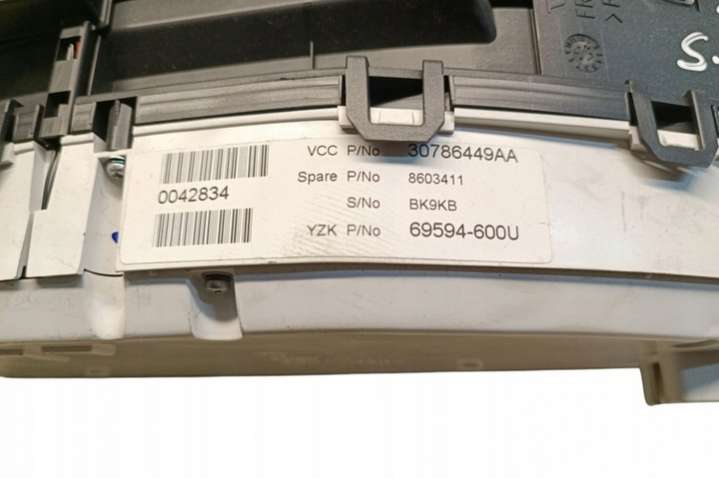 VCC P/No 30786449AA
Spare P/No 8603411
0042834
S/No BK9KB
YZK P/No 69594-600U